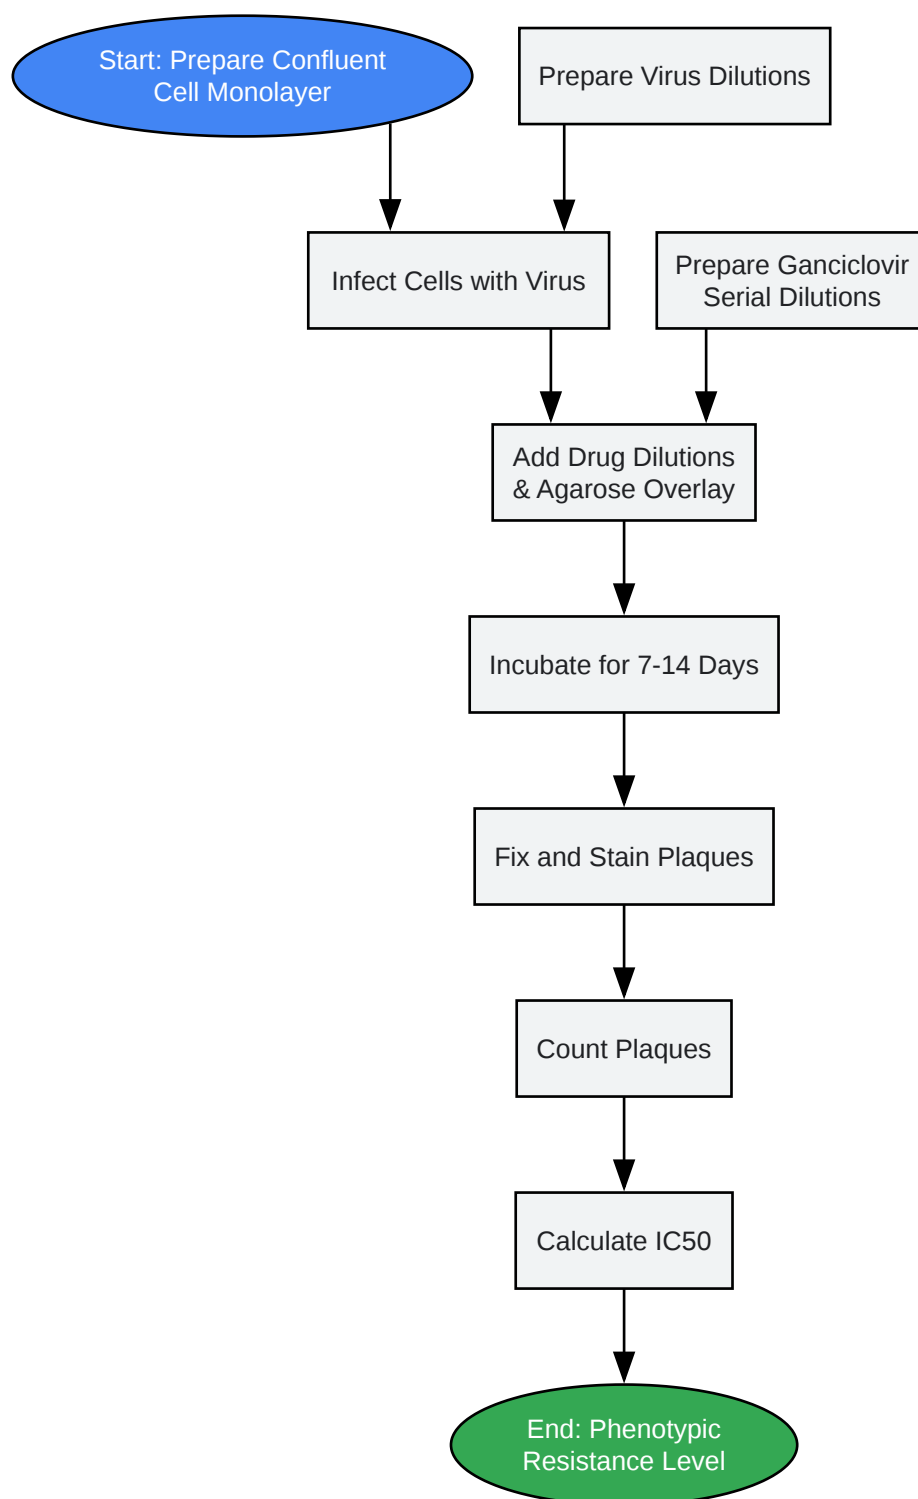 Start: Prepare Confluent
Cell Monolayer
Prepare Virus Dilutions
Infect Cells with Virus
Prepare Ganciclovir
Serial Dilutions
Add Drug Dilutions
& Agarose Overlay
Incubate for 7-14 Days
Fix and Stain Plaques
Count Plaques
Calculate IC50
End: Phenotypic
Resistance Level